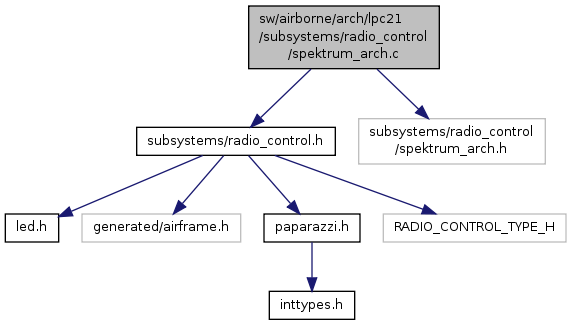 sw/airborne/arch/lpc21
/subsystems/radio_control
/spektrum_arch.c
subsystems/radio_control.h
subsystems/radio_control
/spektrum_arch.h
led.h
generated/airframe.h
paparazzi.h
RADIO_CONTROL_TYPE_H
inttypes.h